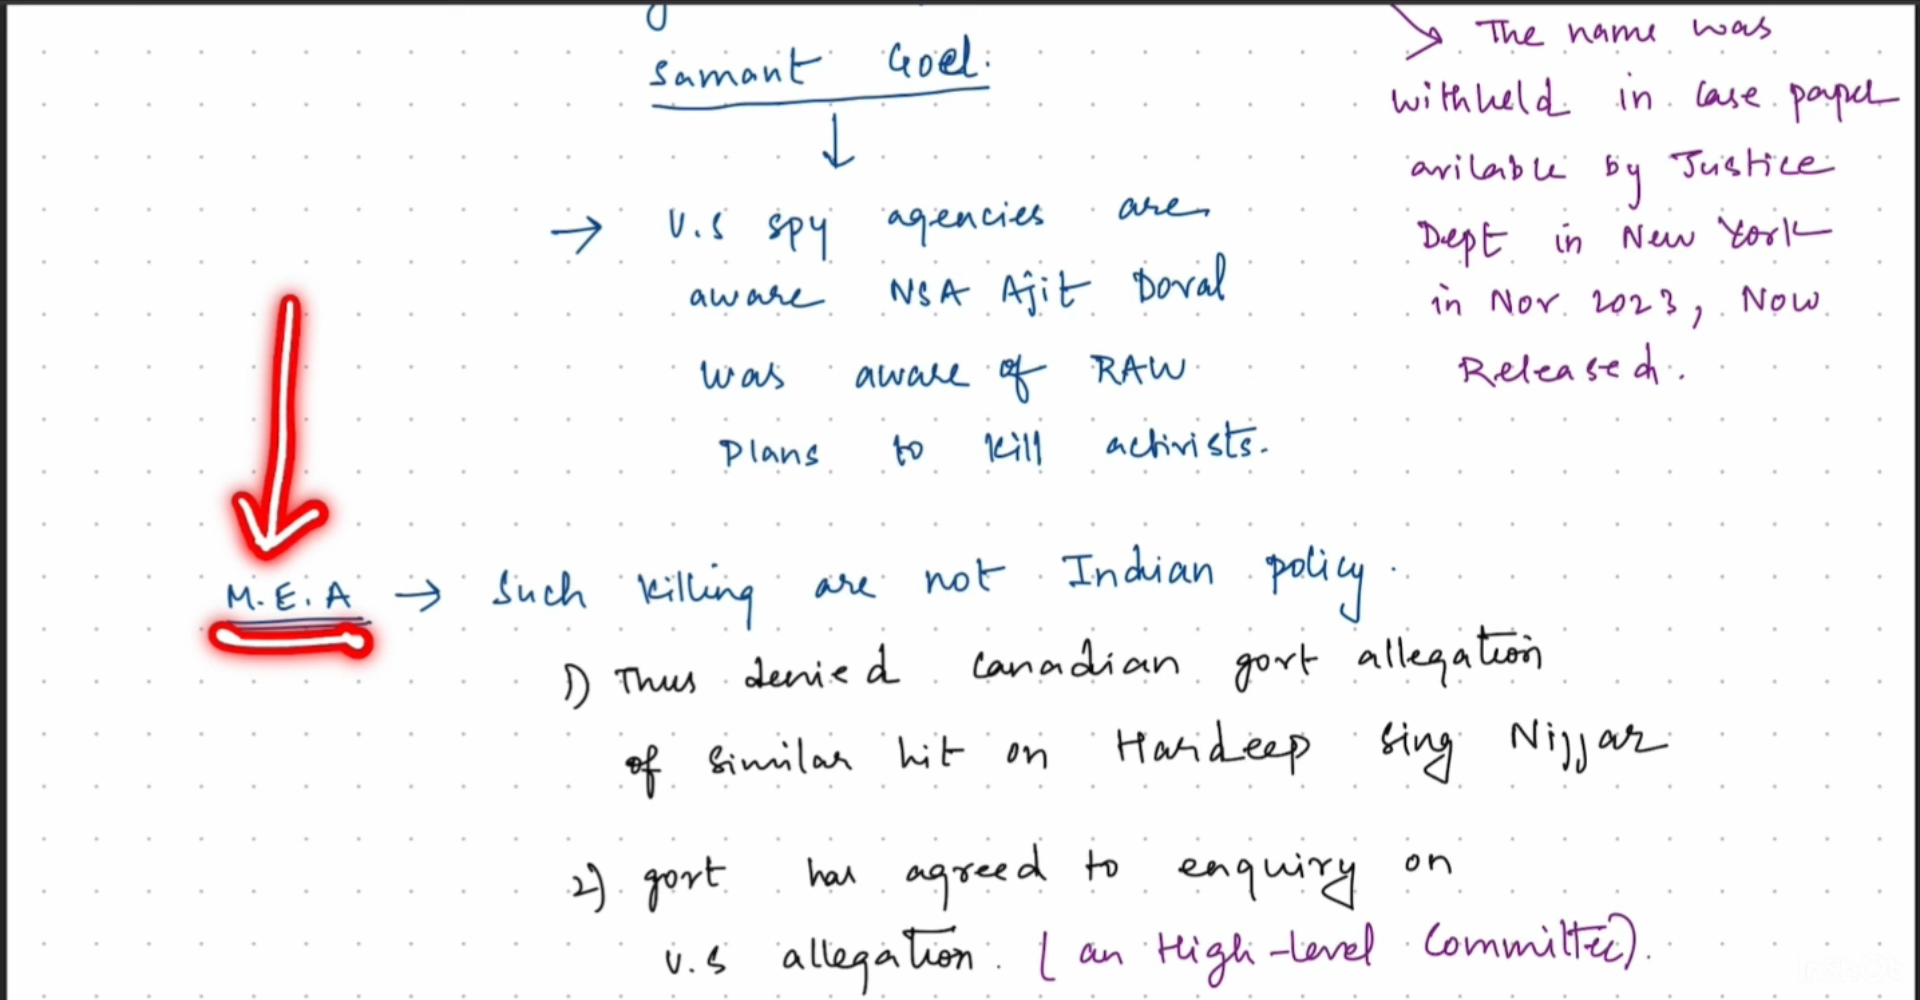 Samant Goel.
→ U.S spy agencies are
aware NSA Ajit Doval
was aware of RAW
plans to kill activists.
→ The name was
withheld in case paper
avilable by Justice
Dept in New York
in Nov 2023, Now
Released.
M.E.A → Such killing are not Indian policy.
1) Thus denied Canadian govt allegation
of similar hit on Hardeep Sing Nijjar
2) govt has agreed to enquiry on
U.S allegation. (an High-Level Committee).